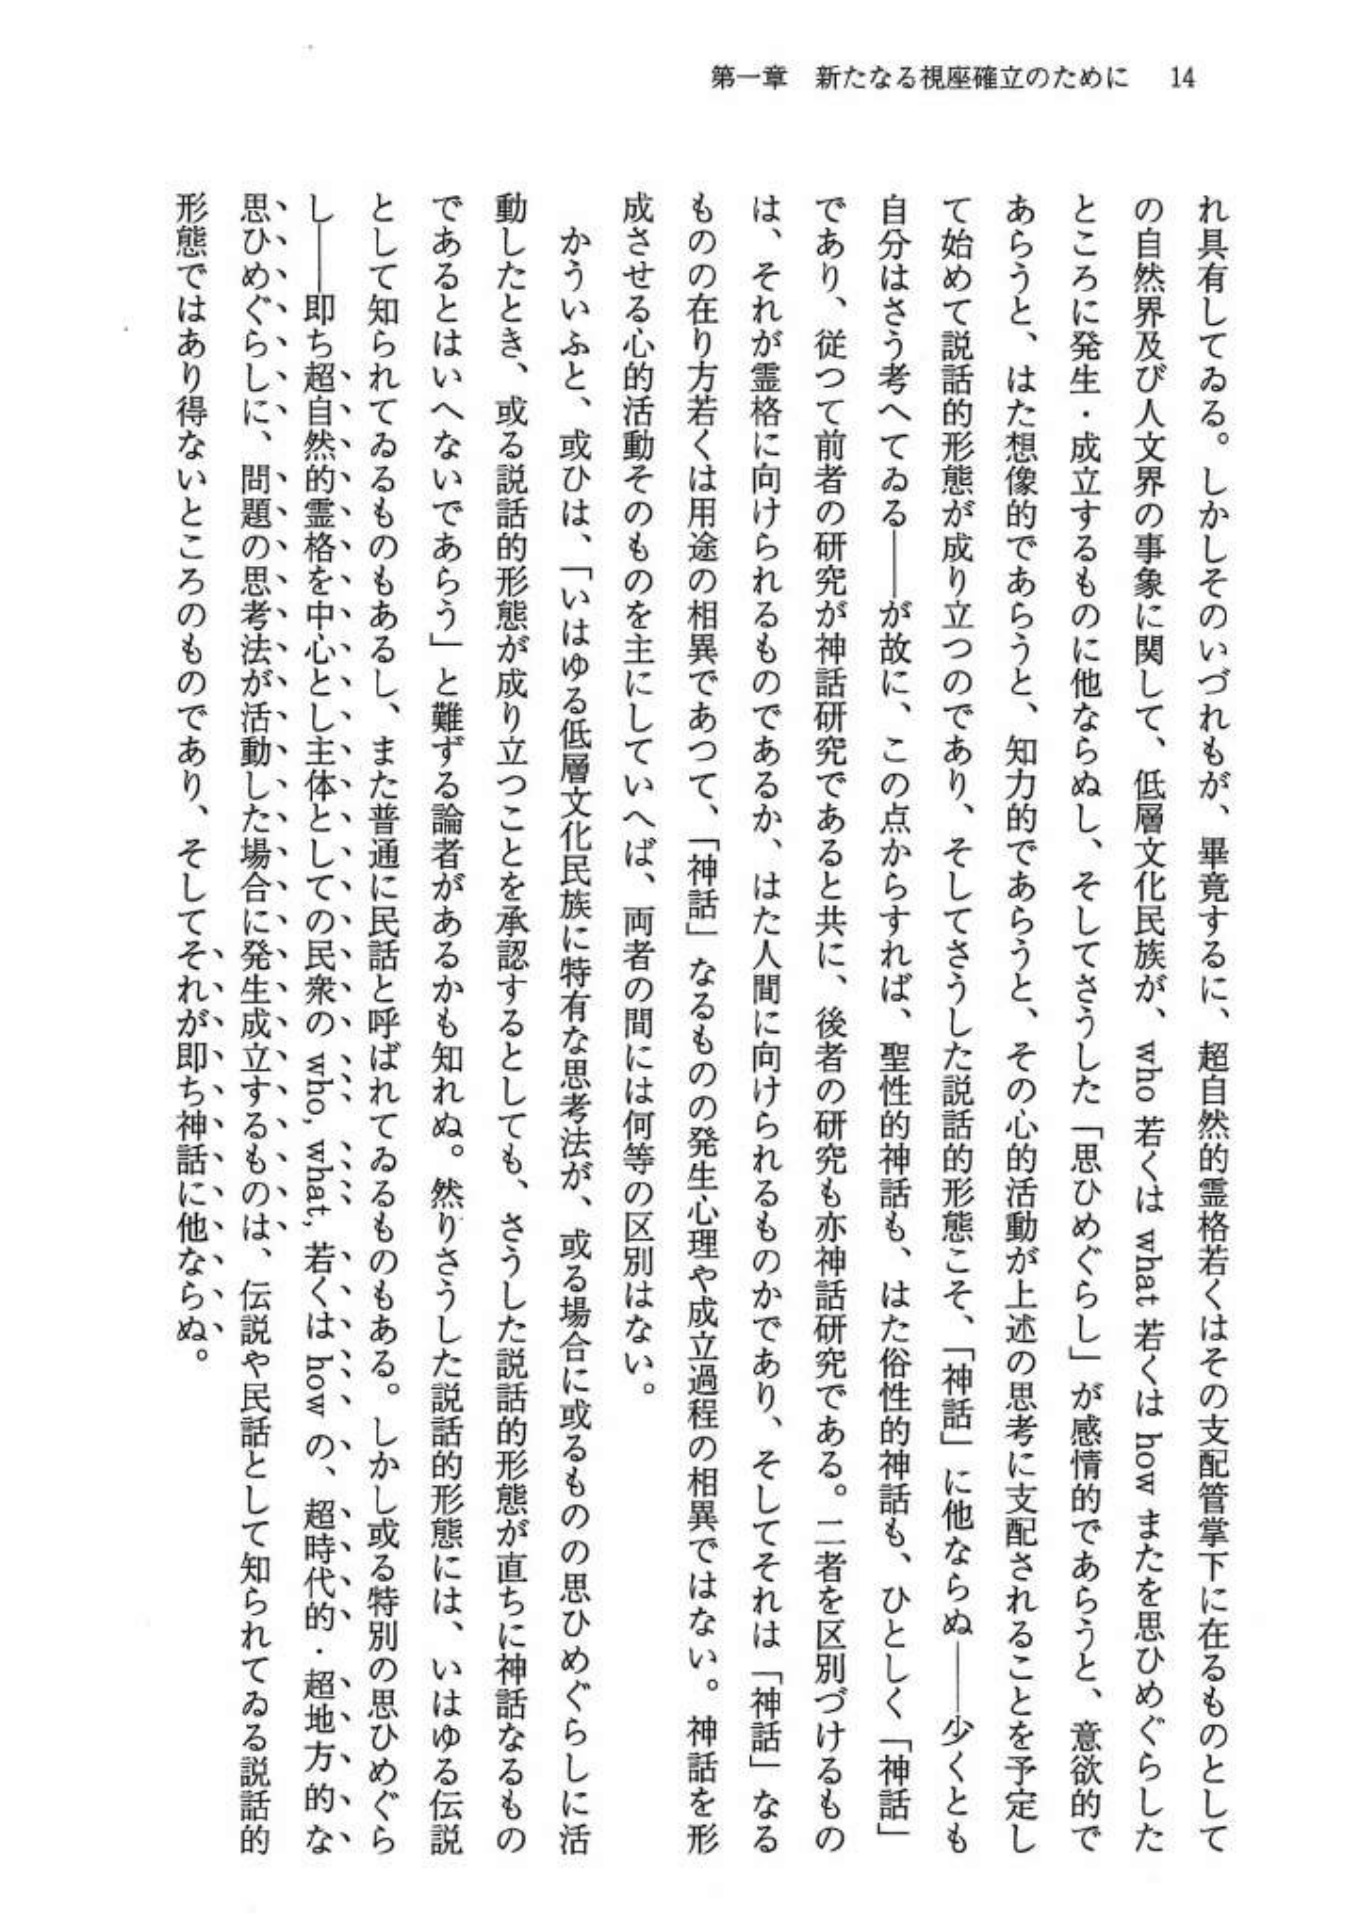 第一章　新たなる視座確立のために　14
れ具有してゐる。しかしそのいづれもが、畢竟するに、超自然的霊格若くはその支配管掌下に在るものとして
の自然界及び人文界の事象に関して、低層文化民族が、who 若くは what 若くは how またを思ひめぐらした
ところに発生・成立するものに他ならぬし、そしてさうした「思ひめぐらし」が感情的であらうと、意欲的で
あらうと、はた想像的であらうと、知力的であらうと、その心的活動が上述の思考に支配されることを予定し
て始めて説話的形態が成り立つのであり、そしてさうした説話的形態こそ、「神話」に他ならぬ――少くとも
自分はさう考へてゐる――が故に、この点からすれば、聖性的神話も、はた俗性的神話も、ひとしく「神話」
であり、従つて前者の研究が神話研究であると共に、後者の研究も亦神話研究である。二者を区別づけるもの
は、それが霊格に向けられるものであるか、はた人間に向けられるものかであり、そしてそれは「神話」なる
ものの在り方若くは用途の相異であつて、「神話」なるものの発生心理や成立過程の相異ではない。神話を形
成させる心的活動そのものを主にしていへば、両者の間には何等の区別はない。
　かういふと、或ひは、「いはゆる低層文化民族に特有な思考法が、或る場合に或るものの思ひめぐらしに活
動したとき、或る説話的形態が成り立つことを承認するとしても、さうした説話的形態が直ちに神話なるもの
であるとはいへないであらう」と難ずる論者があるかも知れぬ。然りさうした説話的形態には、いはゆる伝説
として知られてゐるものもあるし、また普通に民話と呼ばれてゐるものもある。しかし或る特別の思ひめぐら
し――即ち超自然的霊格を中心とし主体としての民衆の who, what, 若くは how の、超時代的・超地方的な
思ひめぐらしに、問題の思考法が活動した場合に発生成立するものは、伝説や民話として知られてゐる説話的
形態ではあり得ないところのものであり、そしてそれが即ち神話に他ならぬ。